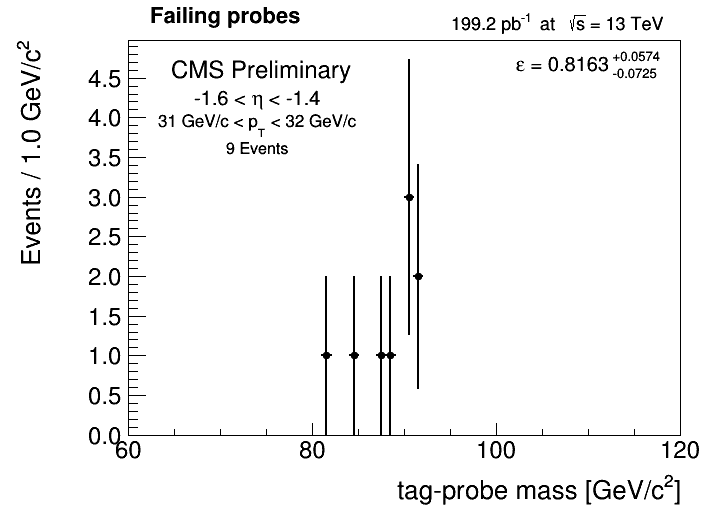 Failing probes
199.2 pb⁻¹ at √s = 13 TeV
CMS Preliminary
-1.6 < η < -1.4
31 GeV/c < p_T < 32 GeV/c
9 Events
ε = 0.8163 +0.0574 -0.0725
Events / 1.0 GeV/c²
4.5
4.0
3.5
3.0
2.5
2.0
1.5
1.0
0.5
0.0
60 80 100 120
tag-probe mass [GeV/c²]